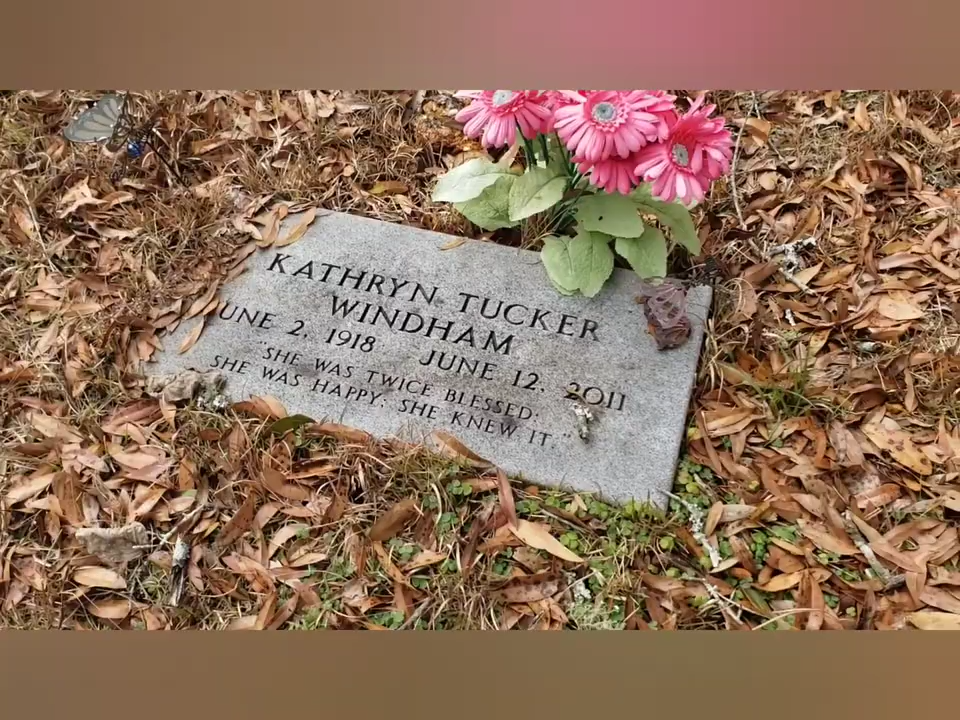 KATHRYN TUCKER
WINDHAM
JUNE 2, 1918 JUNE 12, 2011
"SHE WAS TWICE BLESSED:
SHE WAS HAPPY; SHE KNEW IT."